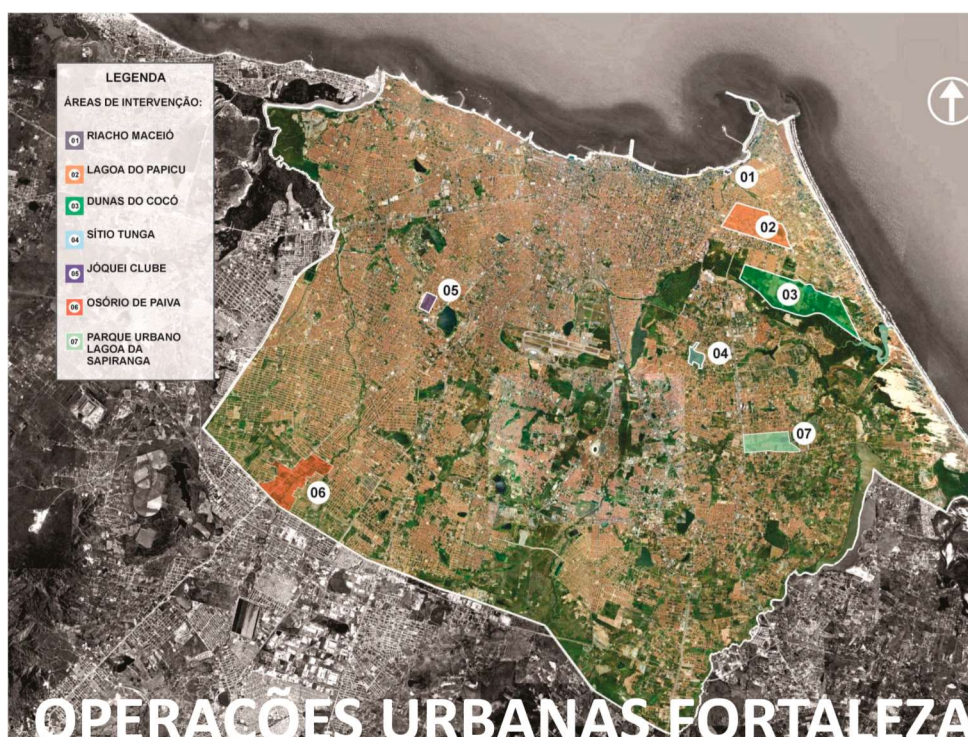 LEGENDA
ÁREAS DE INTERVENÇÃO:
01 RIACHO MACEIÓ
02 LAGOA DO PAPICU
03 DUNAS DO COCÓ
04 SÍTIO TUNGA
05 JÓQUEI CLUBE
06 OSÓRIO DE PAIVA
07 PARQUE URBANO
LAGOA DA
SAPIRANGA
01
02
03
05
04
07
06
OPERAÇÕES URBANAS FORTALEZA